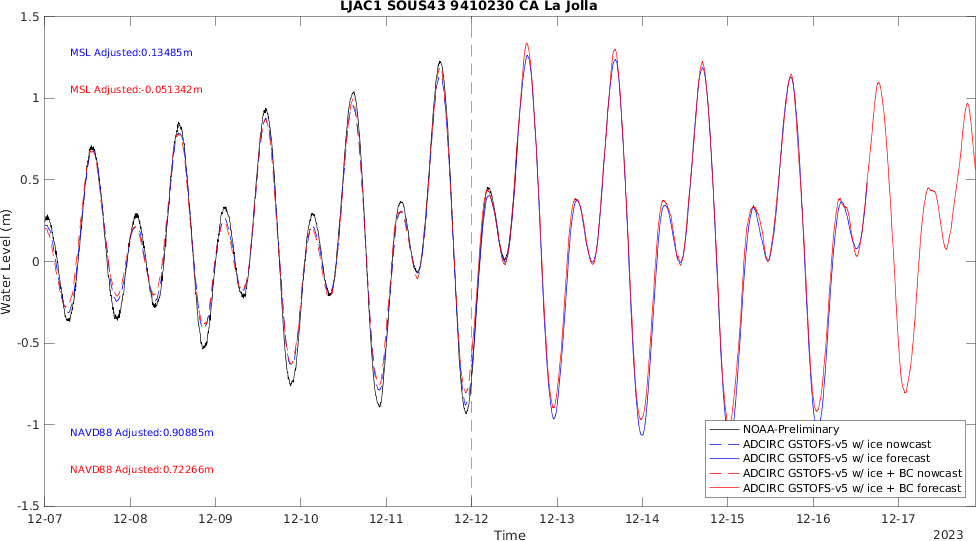 LJAC1 SOUS43 9410230 CA La Jolla
1.5
MSL Adjusted:0.13485m
MSL Adjusted:-0.051342m
1
0.5
0
-0.5
-1
-1.5
Water Level (m)
NAVD88 Adjusted:0.90885m
NAVD88 Adjusted:0.72266m
NOAA-Preliminary
ADCIRC GSTOFS-v5 w/ ice nowcast
ADCIRC GSTOFS-v5 w/ ice forecast
ADCIRC GSTOFS-v5 w/ ice + BC nowcast
ADCIRC GSTOFS-v5 w/ ice + BC forecast
12-07 12-08 12-09 12-10 12-11 12-12 12-13 12-14 12-15 12-16 12-17
Time
2023